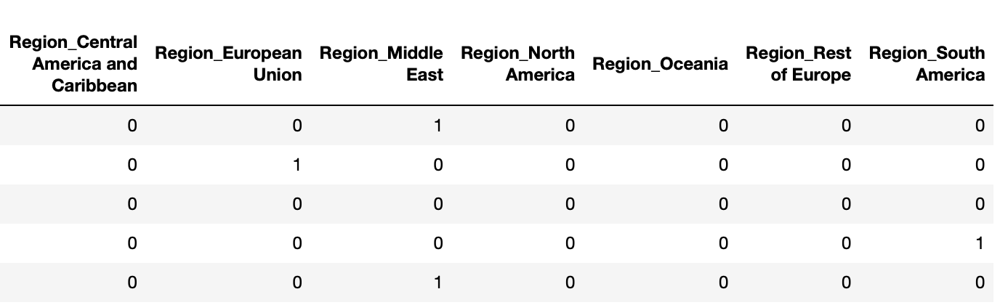 Region_Central America and Caribbean Region_European Union Region_Middle East Region_North America Region_Oceania Region_Rest of Europe Region_South America
0 0 1 0 0 0 0
0 1 0 0 0 0 0
0 0 0 0 0 0 0
0 0 0 0 0 0 1
0 0 1 0 0 0 0